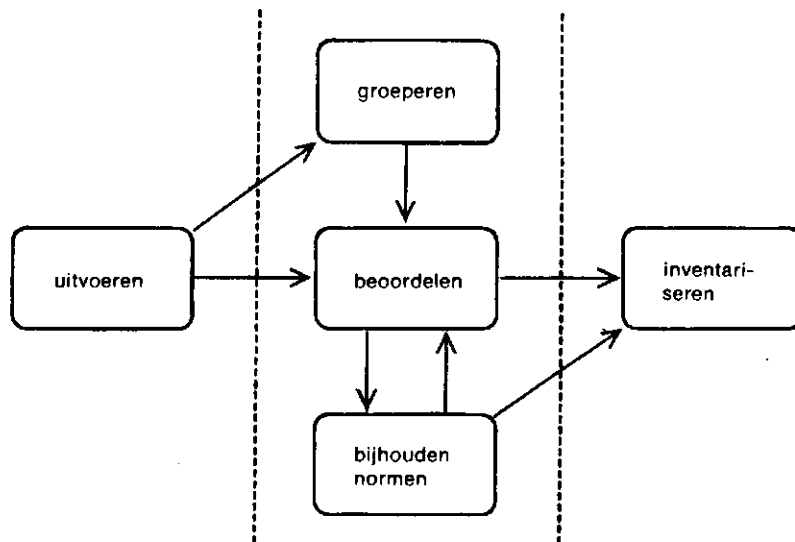 groeperen
uitvoeren
beoordelen
inventari-
seren
bijhouden
normen